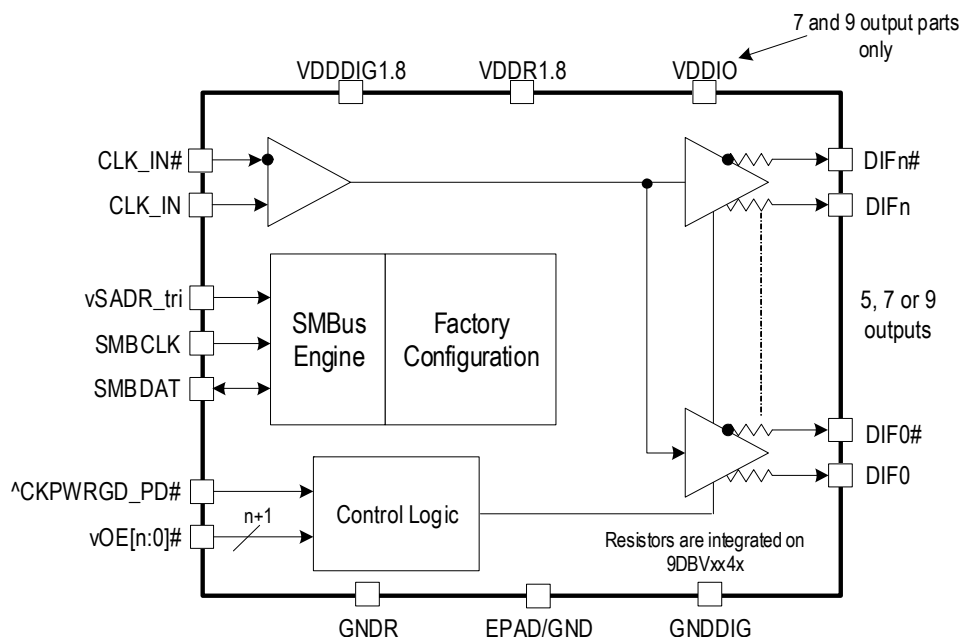 7 and 9 output parts
only
VDDDIG1.8
VDDR1.8
VDDIO
CLK_IN#
CLK_IN
DIFn#
DIFn
vSADR_tri
SMBCLK
SMBDAT
SMBus
Engine
Factory
Configuration
5, 7 or 9
outputs
DIF0#
DIF0
^CKPWRGD_PD#
vOE[n:0]#
n+1
Control Logic
Resistors are integrated on
9DBVxx4x
GNDR
EPAD/GND
GNDDIG